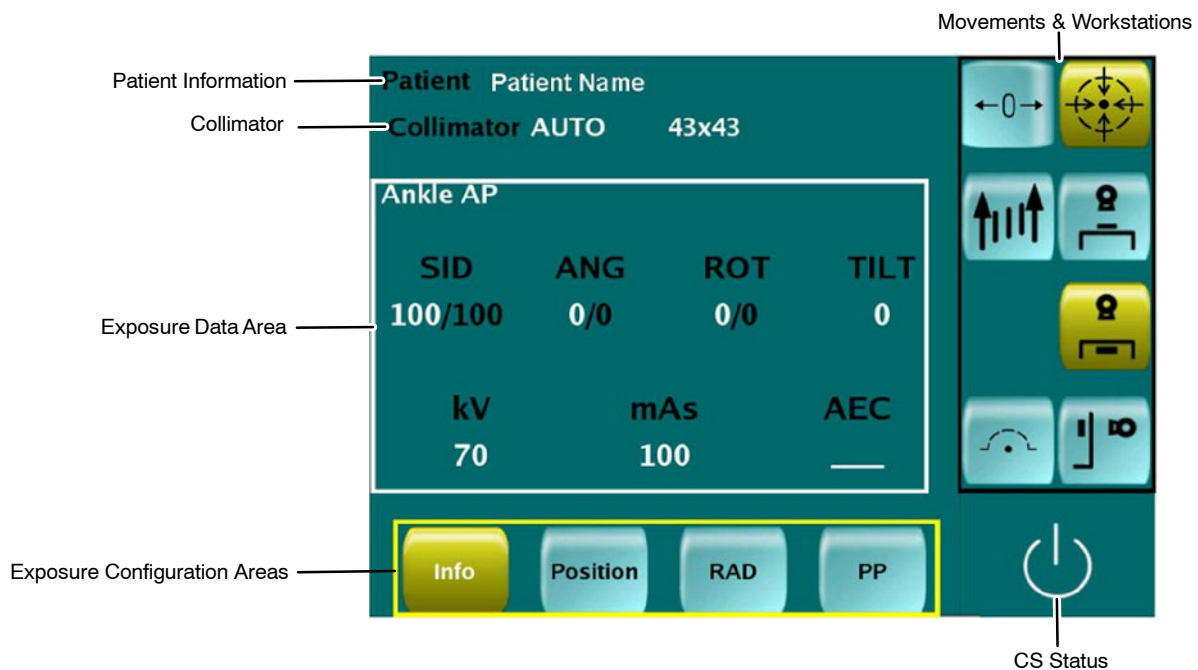 Movements & Workstations
Patient Information
Patient Patient Name
Collimator
Collimator AUTO 43x43
←0→
Ankle AP
SID ANG ROT TILT
Exposure Data Area
100/100 0/0 0/0 0
kV mAs AEC
70 100 __
Exposure Configuration Areas
Info Position RAD PP
CS Status